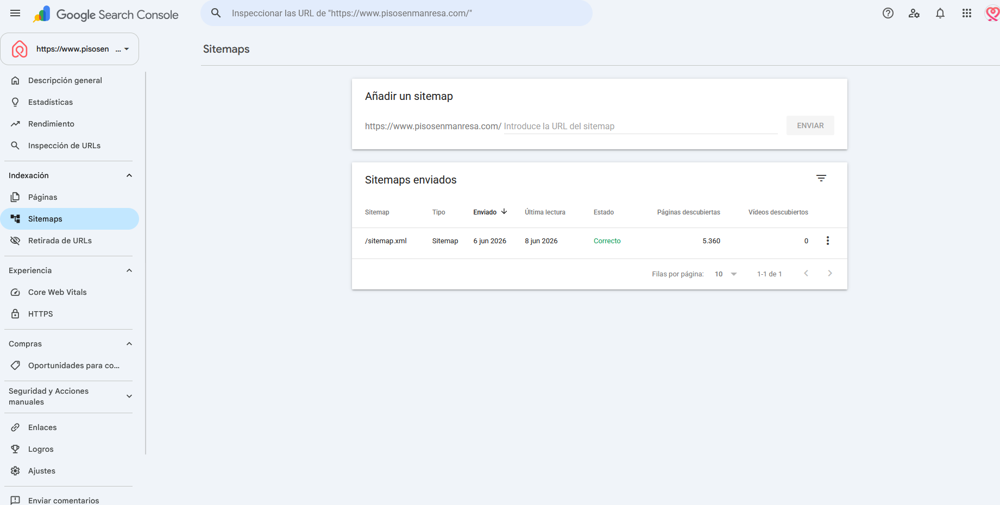 Google Search Console
Inspeccionar las URL de "https://www.pisosenmanresa.com/"
https://www.pisosen ...
Sitemaps
Descripción general
Estadísticas
Rendimiento
Inspección de URLs
Indexación
Páginas
Sitemaps
Retirada de URLs
Experiencia
Core Web Vitals
HTTPS
Compras
Oportunidades para co...
Seguridad y Acciones
manuales
Enlaces
Logros
Ajustes
Enviar comentarios
Añadir un sitemap
https://www.pisosenmanresa.com/ Introduce la URL del sitemap ENVIAR
Sitemaps enviados
Sitemap Tipo Enviado Última lectura Estado Páginas descubiertas Vídeos descubiertos
/sitemap.xml Sitemap 6 jun 2026 8 jun 2026 Correcto 5.360 0
Filas por página: 10 1-1 de 1